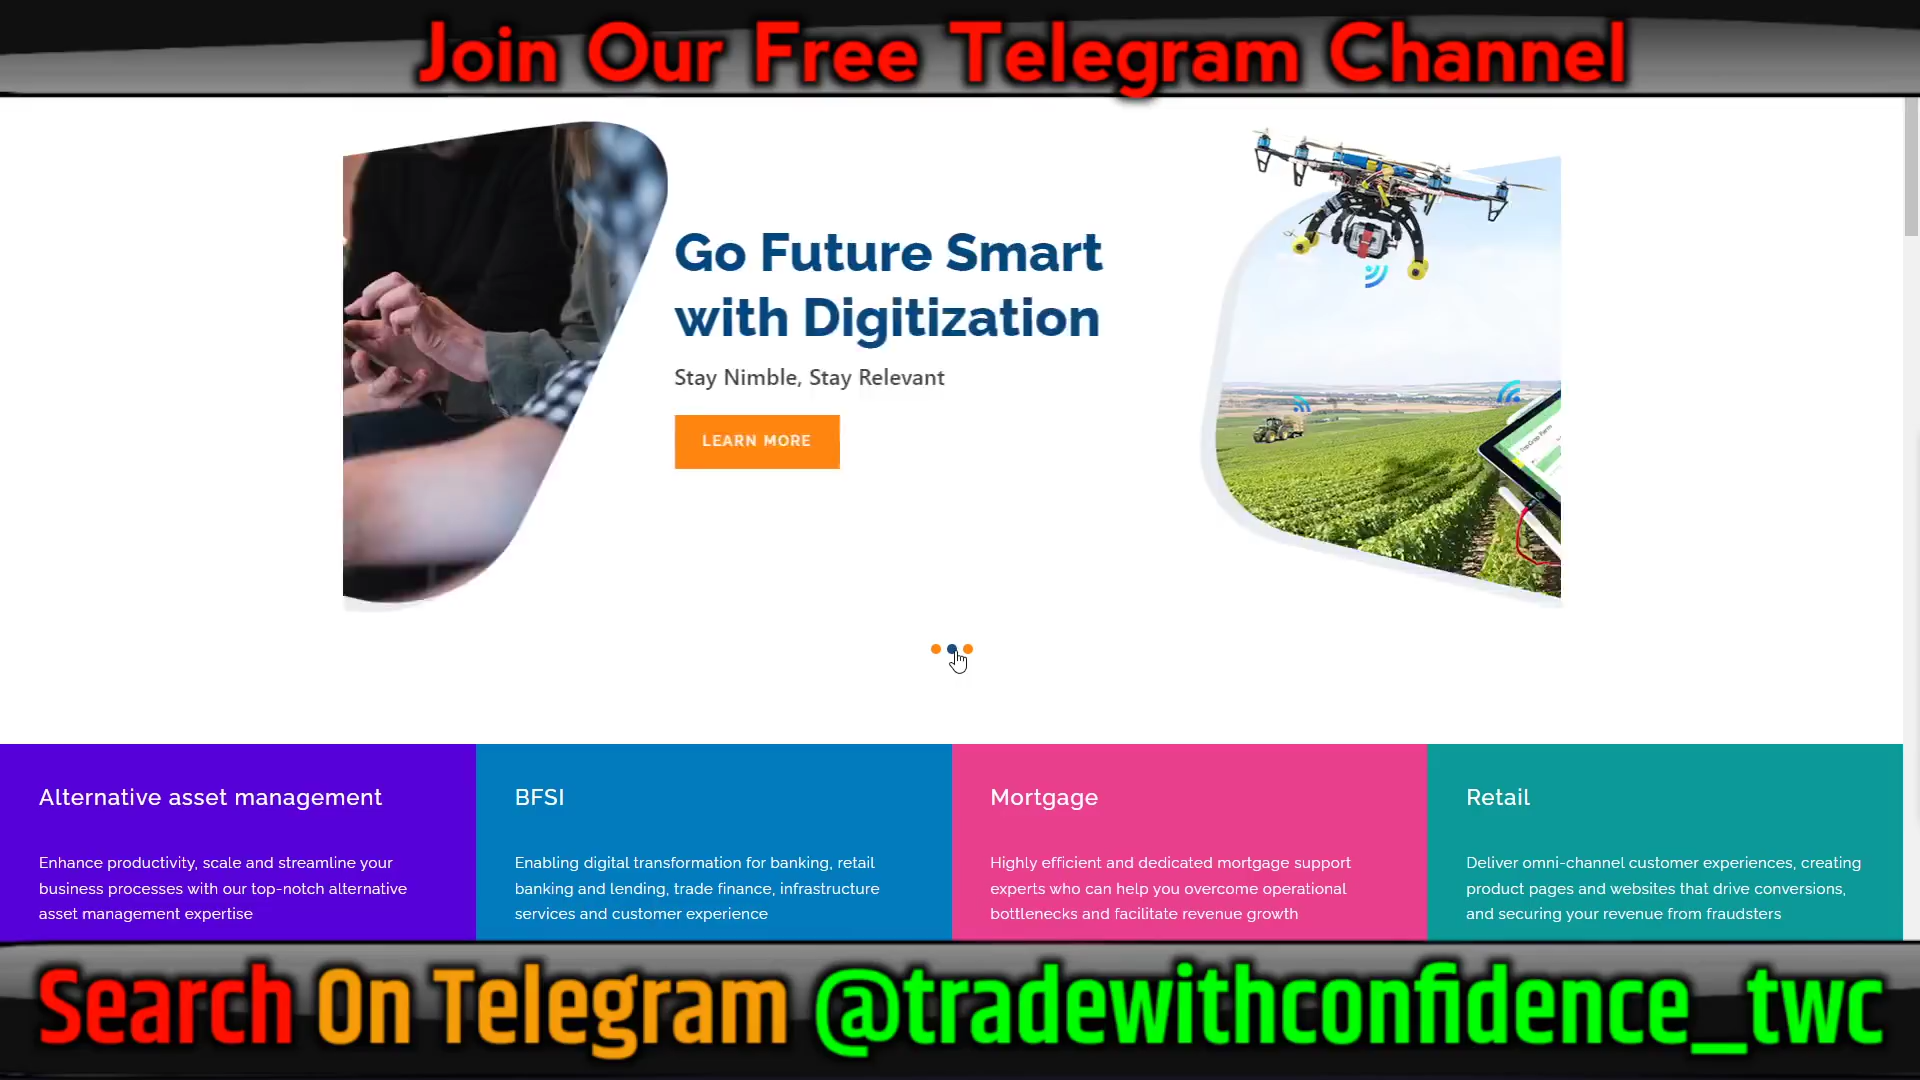 Join Our Free Telegram Channel
Go Future Smart
with Digitization
Stay Nimble, Stay Relevant
LEARN MORE
Alternative asset management
Enhance productivity, scale and streamline your
business processes with our top-notch alternative
asset management expertise
BFSI
Enabling digital transformation for banking, retail
banking and lending, trade finance, infrastructure
services and customer experience
Mortgage
Highly efficient and dedicated mortgage support
experts who can help you overcome operational
bottlenecks and facilitate revenue growth
Retail
Deliver omni-channel customer experiences, creating
product pages and websites that drive conversions,
and securing your revenue from fraudsters
Search On Telegram @tradewithconfidence_twc